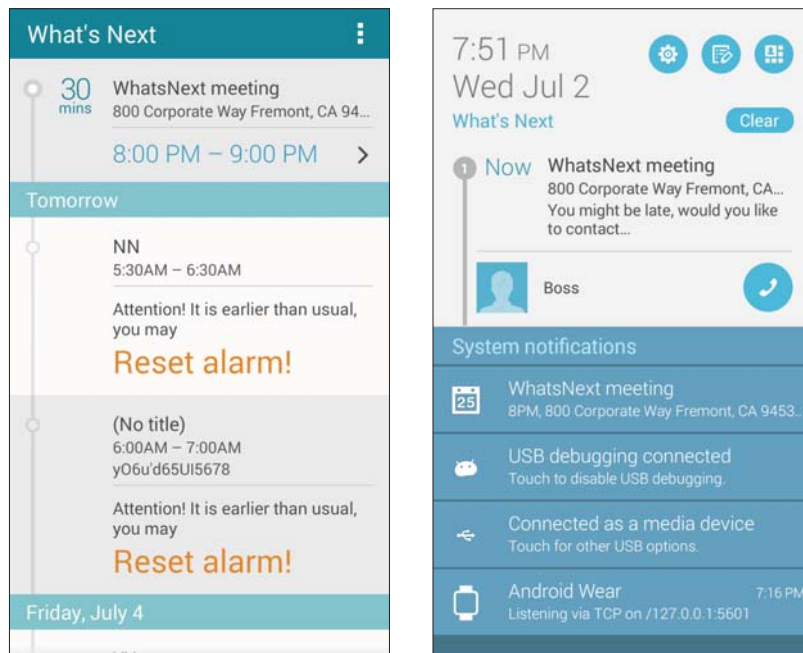 What's Next
30
mins
WhatsNext meeting
800 Corporate Way Fremont, CA 94...
8:00 PM – 9:00 PM
Tomorrow
NN
5:30AM – 6:30AM
Attention! It is earlier than usual,
you may
Reset alarm!
(No title)
6:00AM – 7:00AM
yO6u'd65UI5678
Attention! It is earlier than usual,
you may
Reset alarm!
Friday, July 4
7:51 PM
Wed Jul 2
What's Next
Clear
1
Now
WhatsNext meeting
800 Corporate Way Fremont, CA...
You might be late, would you like
to contact...
Boss
System notifications
25
WhatsNext meeting
8PM, 800 Corporate Way Fremont, CA 9453..
USB debugging connected
Touch to disable USB debugging.
Connected as a media device
Touch for other USB options.
Android Wear
7:16 PM
Listening via TCP on /127.0.0.1:5601